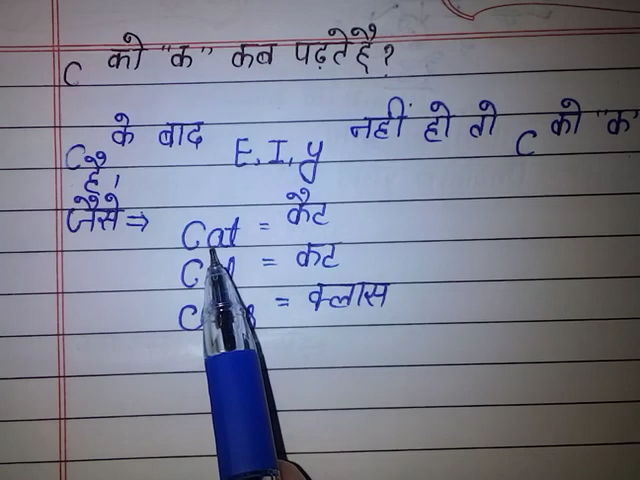 C को "क" कब पढ़ते है?
C के बाद E, I, y नहीं हो तो C को "क"
है,
जैसे ⇒ Cat = कैट
= कट
= क्लास